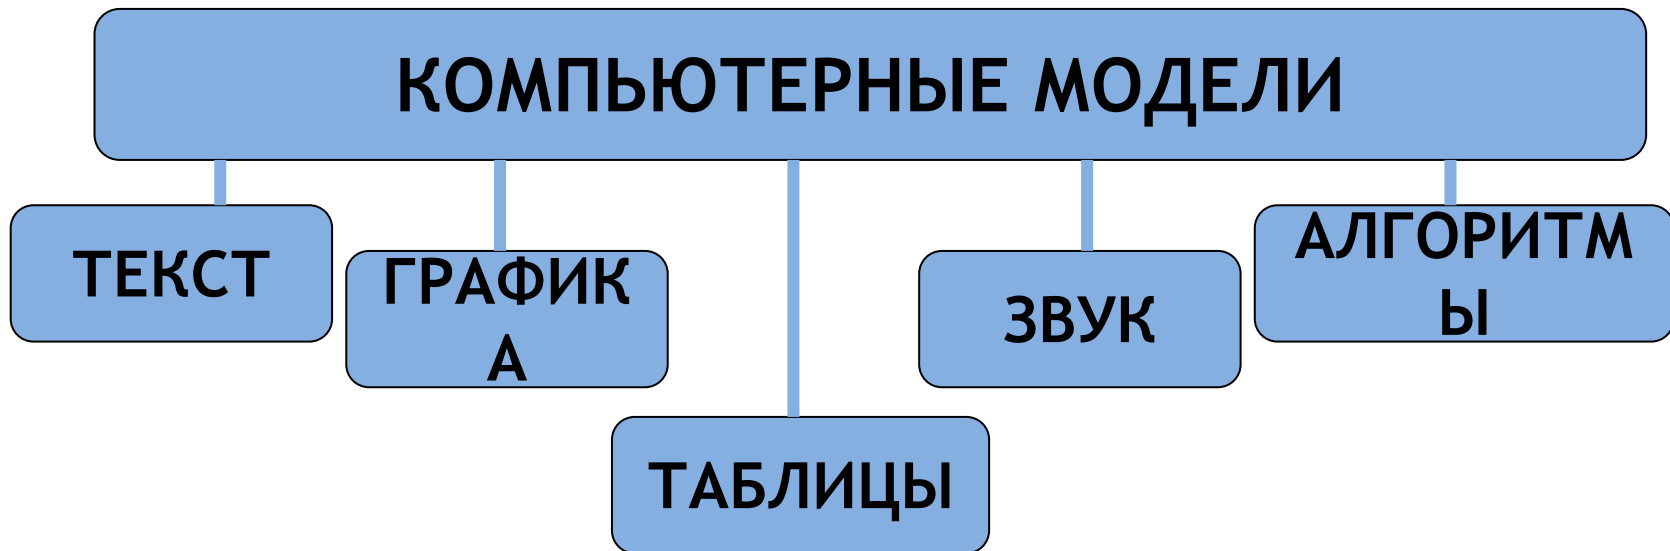 КОМПЬЮТЕРНЫЕ МОДЕЛИ
ТЕКСТ
ГРАФИК
А
ТАБЛИЦЫ
ЗВУК
АЛГОРИТМ
Ы